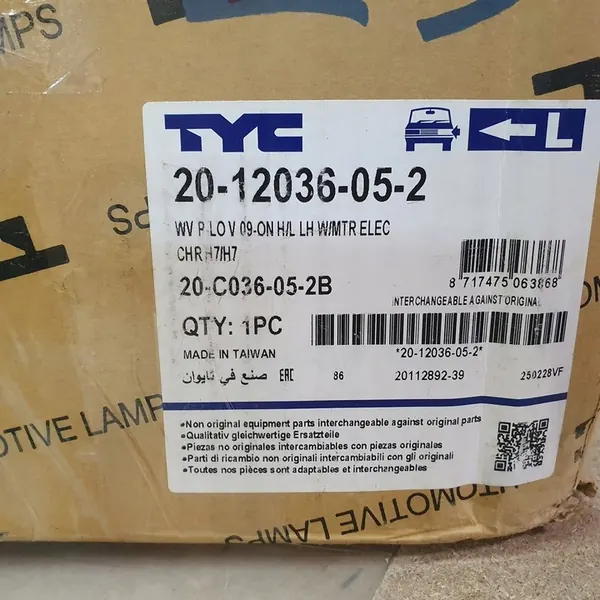 MPS
TYC
L
20-12036-05-2
WV P LO V 09-ON H/L LH W/MTR ELEC
CHR H7/H7
20-C036-05-2B
8 717475 063868
INTERCHANGEABLE AGAINST ORIGINAL
QTY: 1PC
MADE IN TAIWAN
*20-12036-05-2*
صنع في تايوان EAC 86 20112892-39 250228VF
•Non original equipment parts interchangeable against original parts
•Qualitativ gleichwertige Ersatzteile
•Piezas no originales intercambiables con piezas originales
•Parti di ricambio non originali intercambiabili con gli originali
•Toutes nos pièces sont adaptables et interchangeables
OTIVE LAMP
AUTOMOTIVE LAMPS